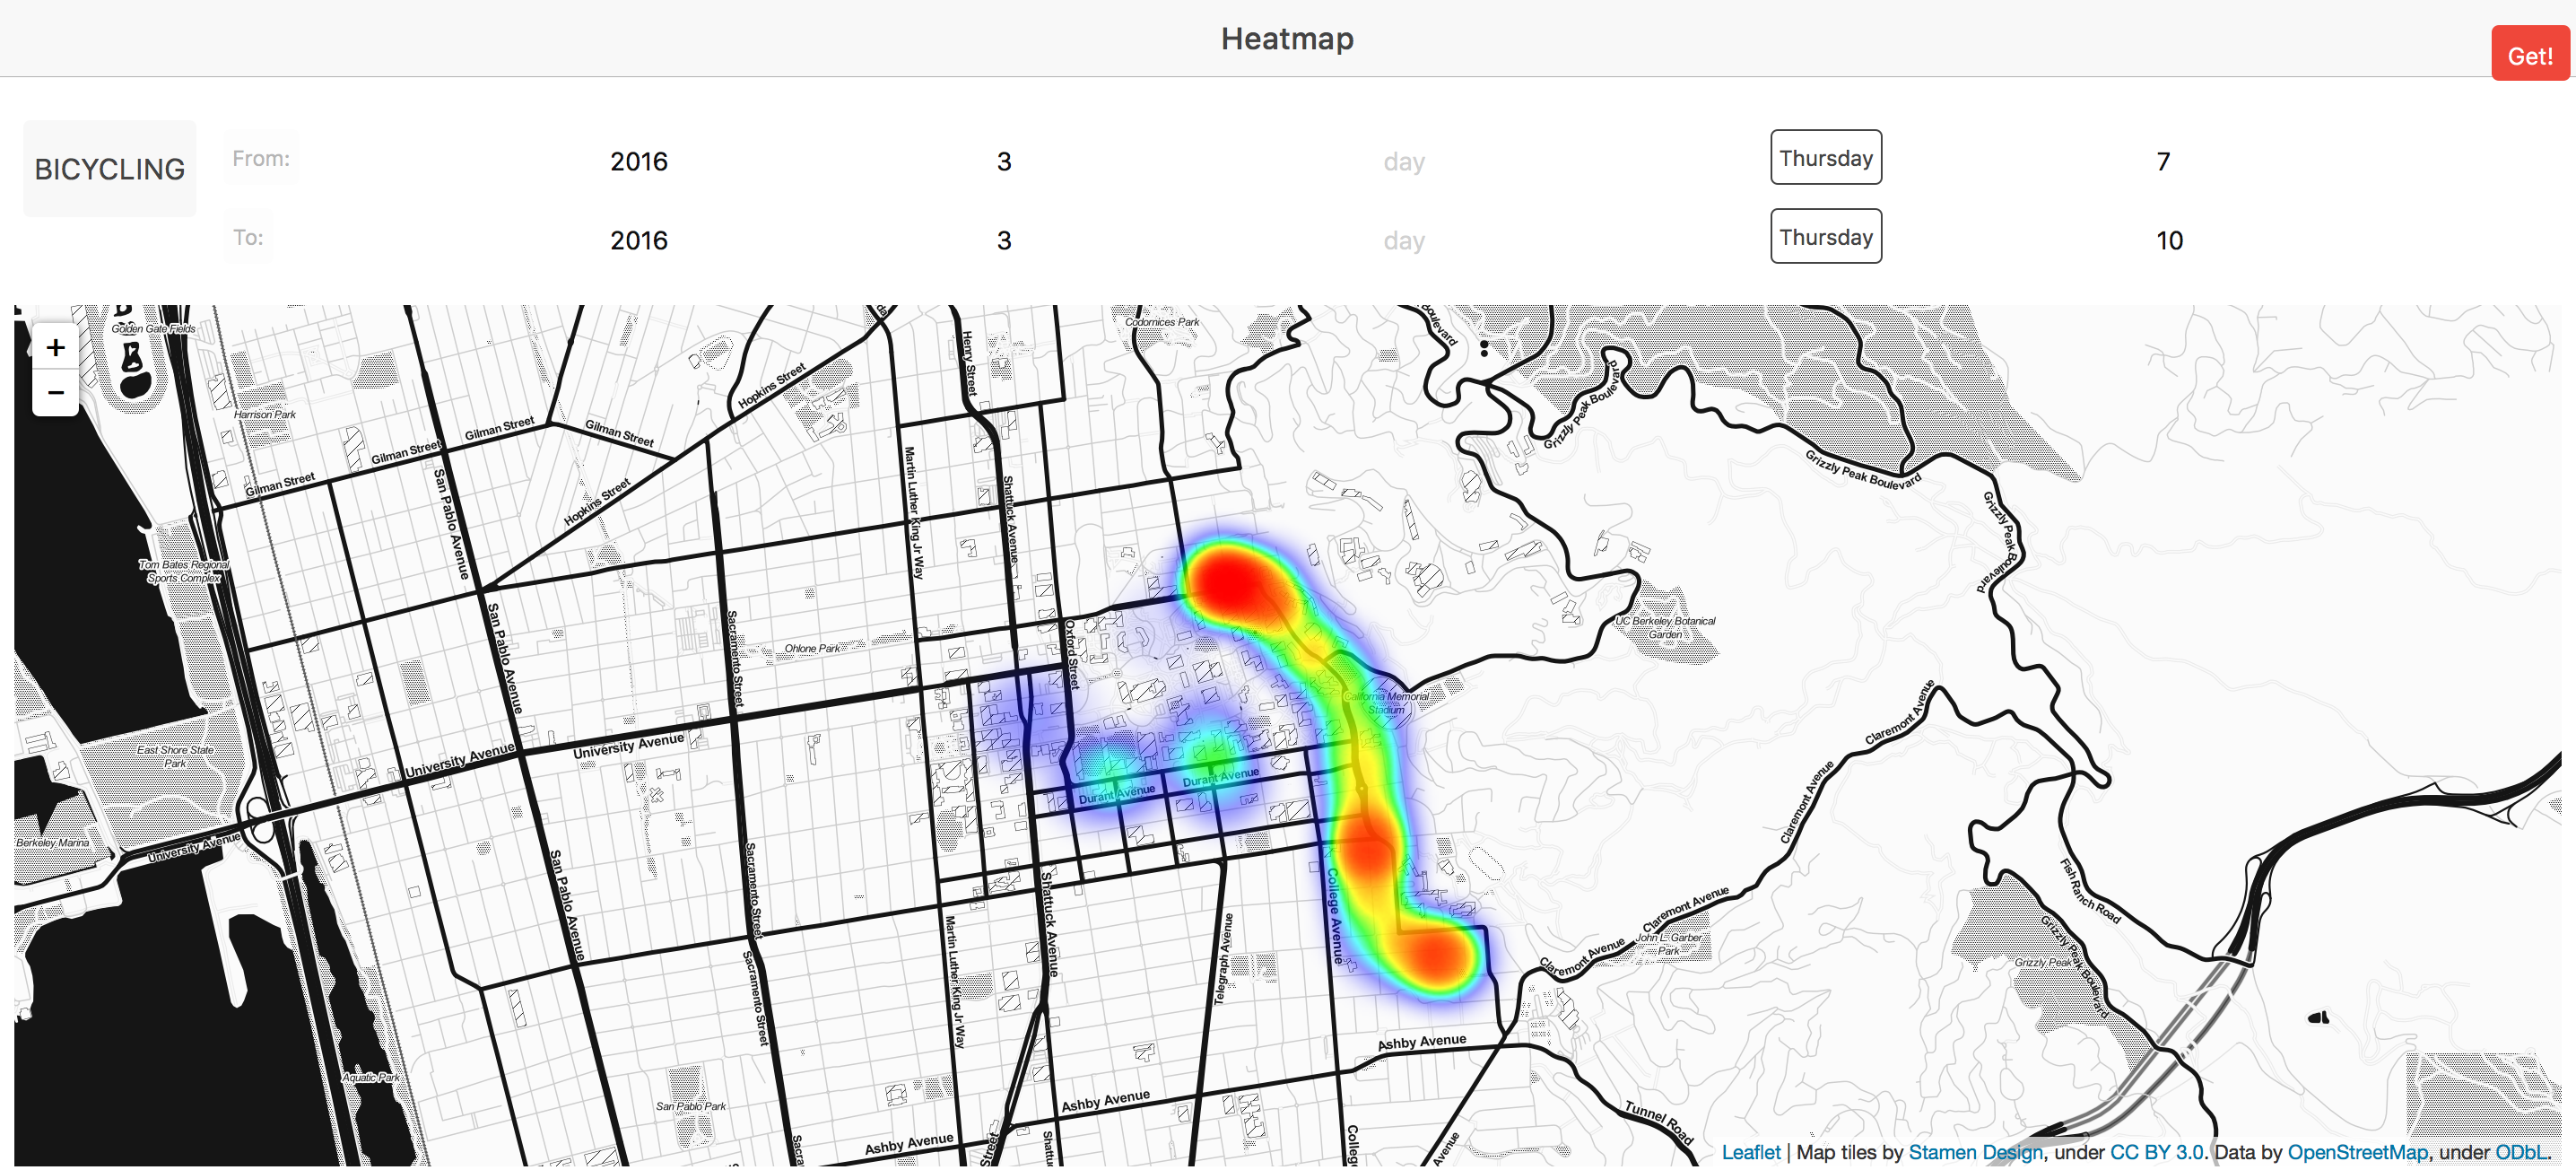 Heatmap
Get!
BICYCLING
From:
2016
3
day
Thursday
7
To:
2016
3
day
Thursday
10
+
−
Golden Gate Fields
Codornices Park
Boulevard
Henry Street
Hopkins Street
Grizzly Peak Boulevard
Harrison Park
Gilman Street
Gilman Street
Gilman Street
Gilman Street
San Pablo Avenue
Hopkins Street
Martin Luther King Jr Way
Shattuck Avenue
Grizzly Peak Boulevard
Grizzly Peak Boulevard
Tom Bates Regional
Sports Complex
San Pablo Avenue
Sacramento Street
Ohlone Park
Oxford Street
UC Berkeley Botanical
Garden
California Memorial
Stadium
East Shore State
Park
University Avenue
University Avenue
Durant Avenue
Durant Avenue
Claremont Avenue
Claremont Avenue
Berkeley Marina
University Avenue
San Pablo Avenue
Sacramento Street
Shattuck Avenue
College Avenue
Telegraph Avenue
Martin Luther King Jr Way
Sacramento Street
Claremont Avenue
Claremont Avenue
John L. Garber
Park
Fish Ranch Road
Grizzly Peak
Grizzly Peak Boulevard
Aquatic Park
San Pablo Park
Ashby Avenue
Ashby Avenue
Ashby Avenue
Tunnel Road
Sacra
Street
Shattu
College
Avenue
Leaflet | Map tiles by Stamen Design, under CC BY 3.0. Data by OpenStreetMap, under ODbL.